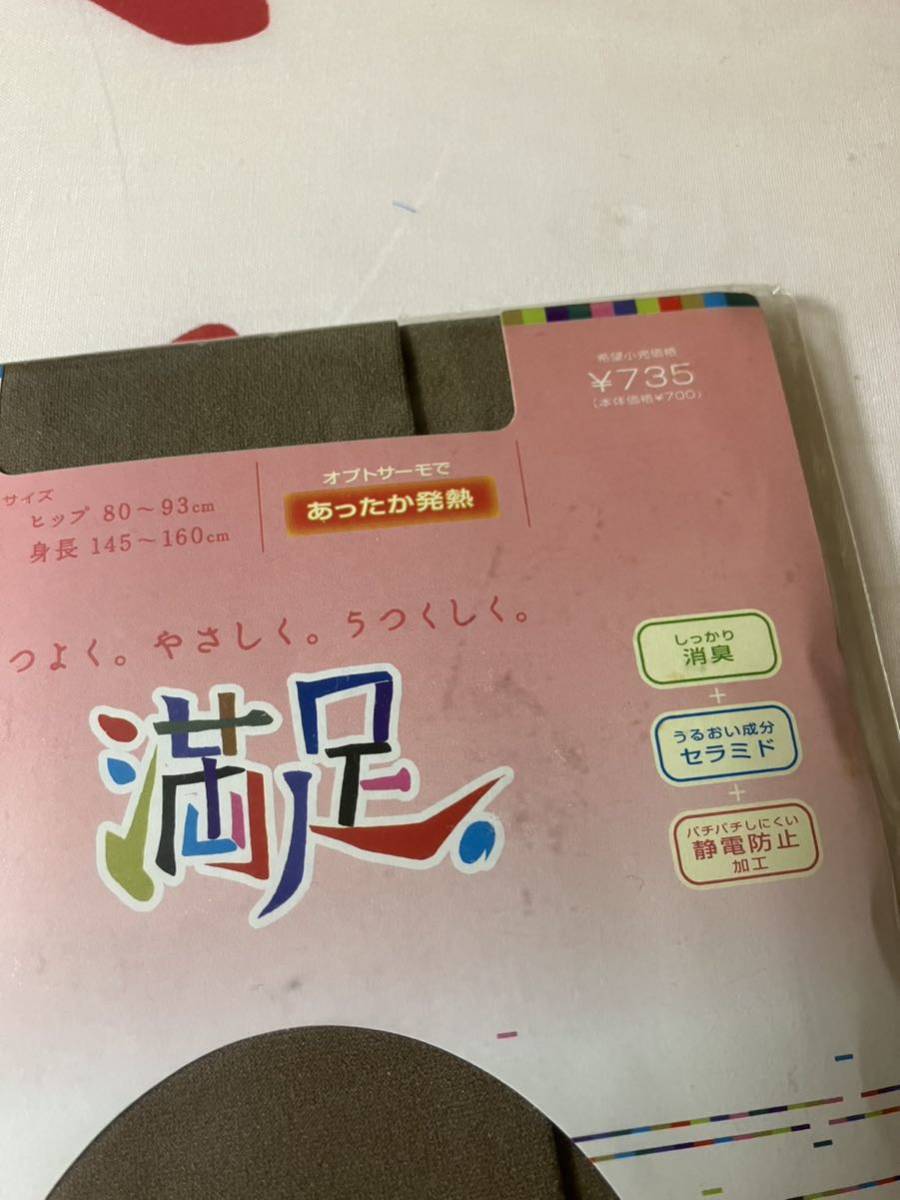 希望小売価格
¥735
(本体価格¥700)
サイズ
ヒップ 80～93cm
身長 145～160cm
オプトサーモで
あったか発熱
つよく。やさしく。うつくしく。
満足。
しっかり
消臭
+
うるおい成分
セラミド
+
パチパチしにくい
静電防止
加工